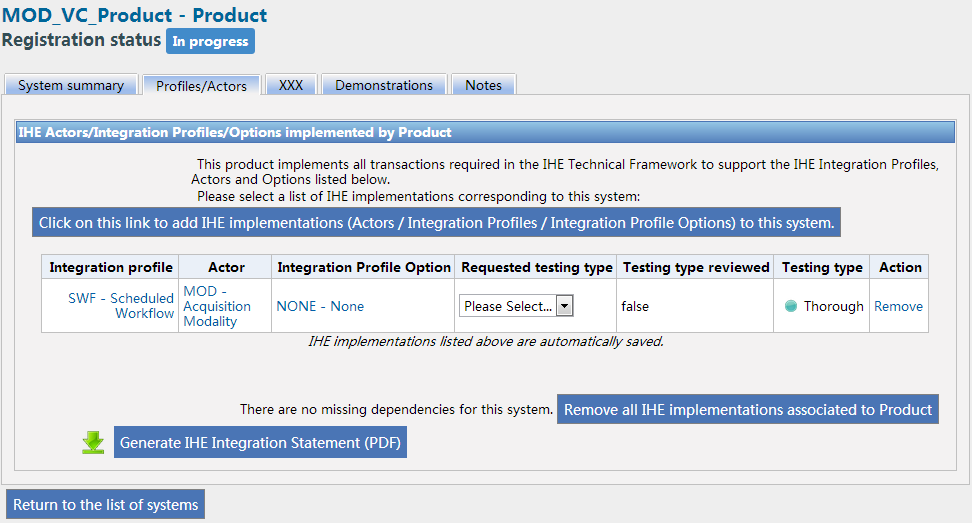 MOD_VC_Product - Product
Registration status In progress
System summary Profiles/Actors XXX Demonstrations Notes
IHE Actors/Integration Profiles/Options implemented by Product
This product implements all transactions required in the IHE Technical Framework to support the IHE Integration Profiles,
Actors and Options listed below.
Please select a list of IHE implementations corresponding to this system:
Click on this link to add IHE implementations (Actors / Integration Profiles / Integration Profile Options) to this system.
Integration profile Actor Integration Profile Option Requested testing type Testing type reviewed Testing type Action
SWF - Scheduled
Workflow
MOD -
Acquisition
Modality
NONE - None
Please Select...
false
Thorough
Remove
IHE implementations listed above are automatically saved.
There are no missing dependencies for this system. Remove all IHE implementations associated to Product
Generate IHE Integration Statement (PDF)
Return to the list of systems